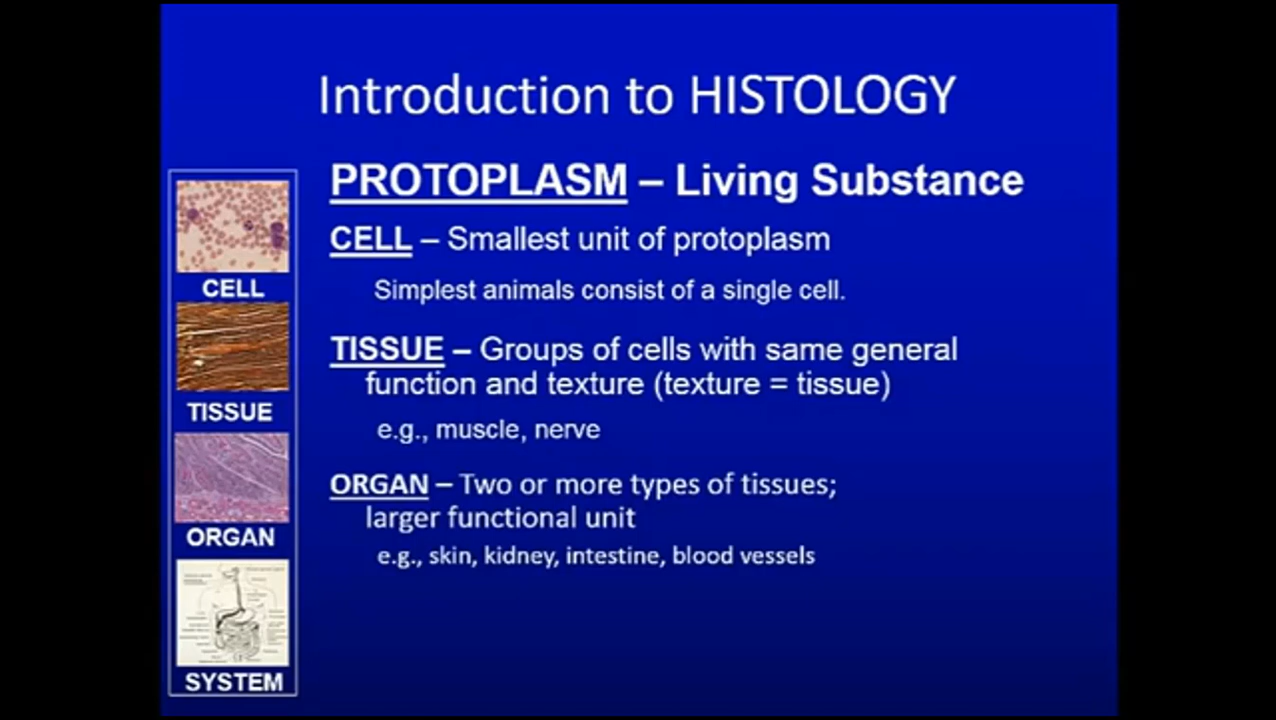 Introduction to HISTOLOGY
PROTOPLASM – Living Substance
CELL – Smallest unit of protoplasm
Simplest animals consist of a single cell.
TISSUE – Groups of cells with same general
function and texture (texture = tissue)
e.g., muscle, nerve
ORGAN – Two or more types of tissues;
larger functional unit
e.g., skin, kidney, intestine, blood vessels
CELL
TISSUE
ORGAN
SYSTEM